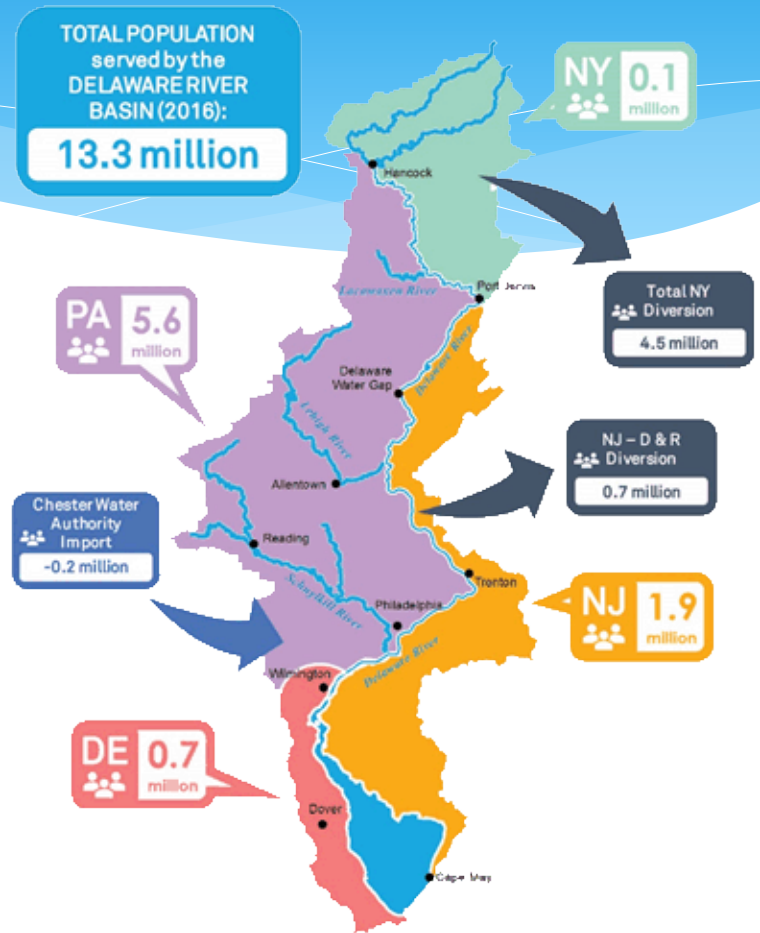 TOTAL POPULATION
served by the
DELAWARE RIVER
BASIN (2016):
13.3 million
NY
0.1
million
Hancock
Total NY
Diversion
4.5 million
Lacawaxen River
Port
PA
5.6
million
Delaware
Water Gap
Delaware River
Lehigh River
NJ – D & R
Diversion
0.7 million
Allentown
Chester Water
Authority
Import
-0.2 million
Reading
Trenton
Schuylkill River
Philadelphia
NJ
1.9
million
Delaware River
Wilmington
DE
0.7
million
Dover
Cape May